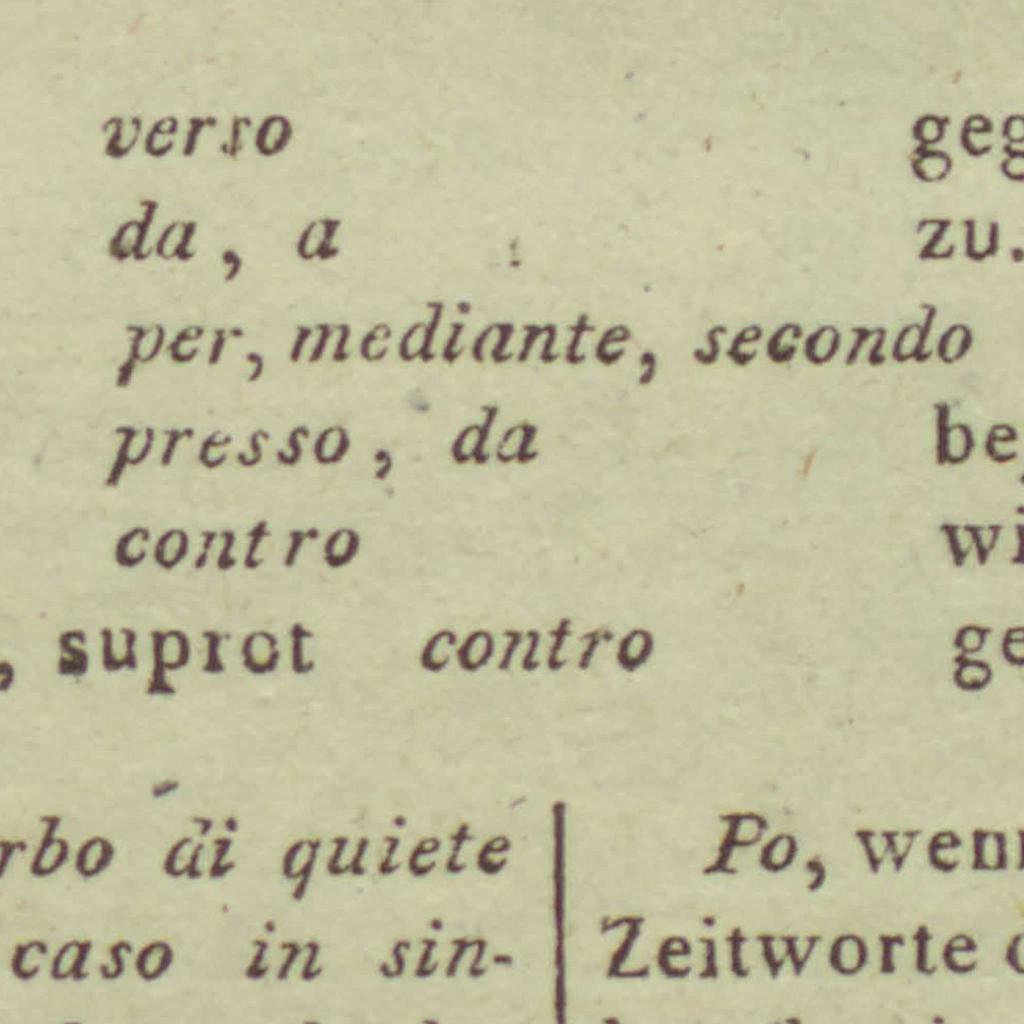 verso geg
da, a zu.
per, mediante, secondo
presso, da be
contro wi
, suprot contro ge
rbo di quiete
caso in sin-
Po, wenn
Zeitworte